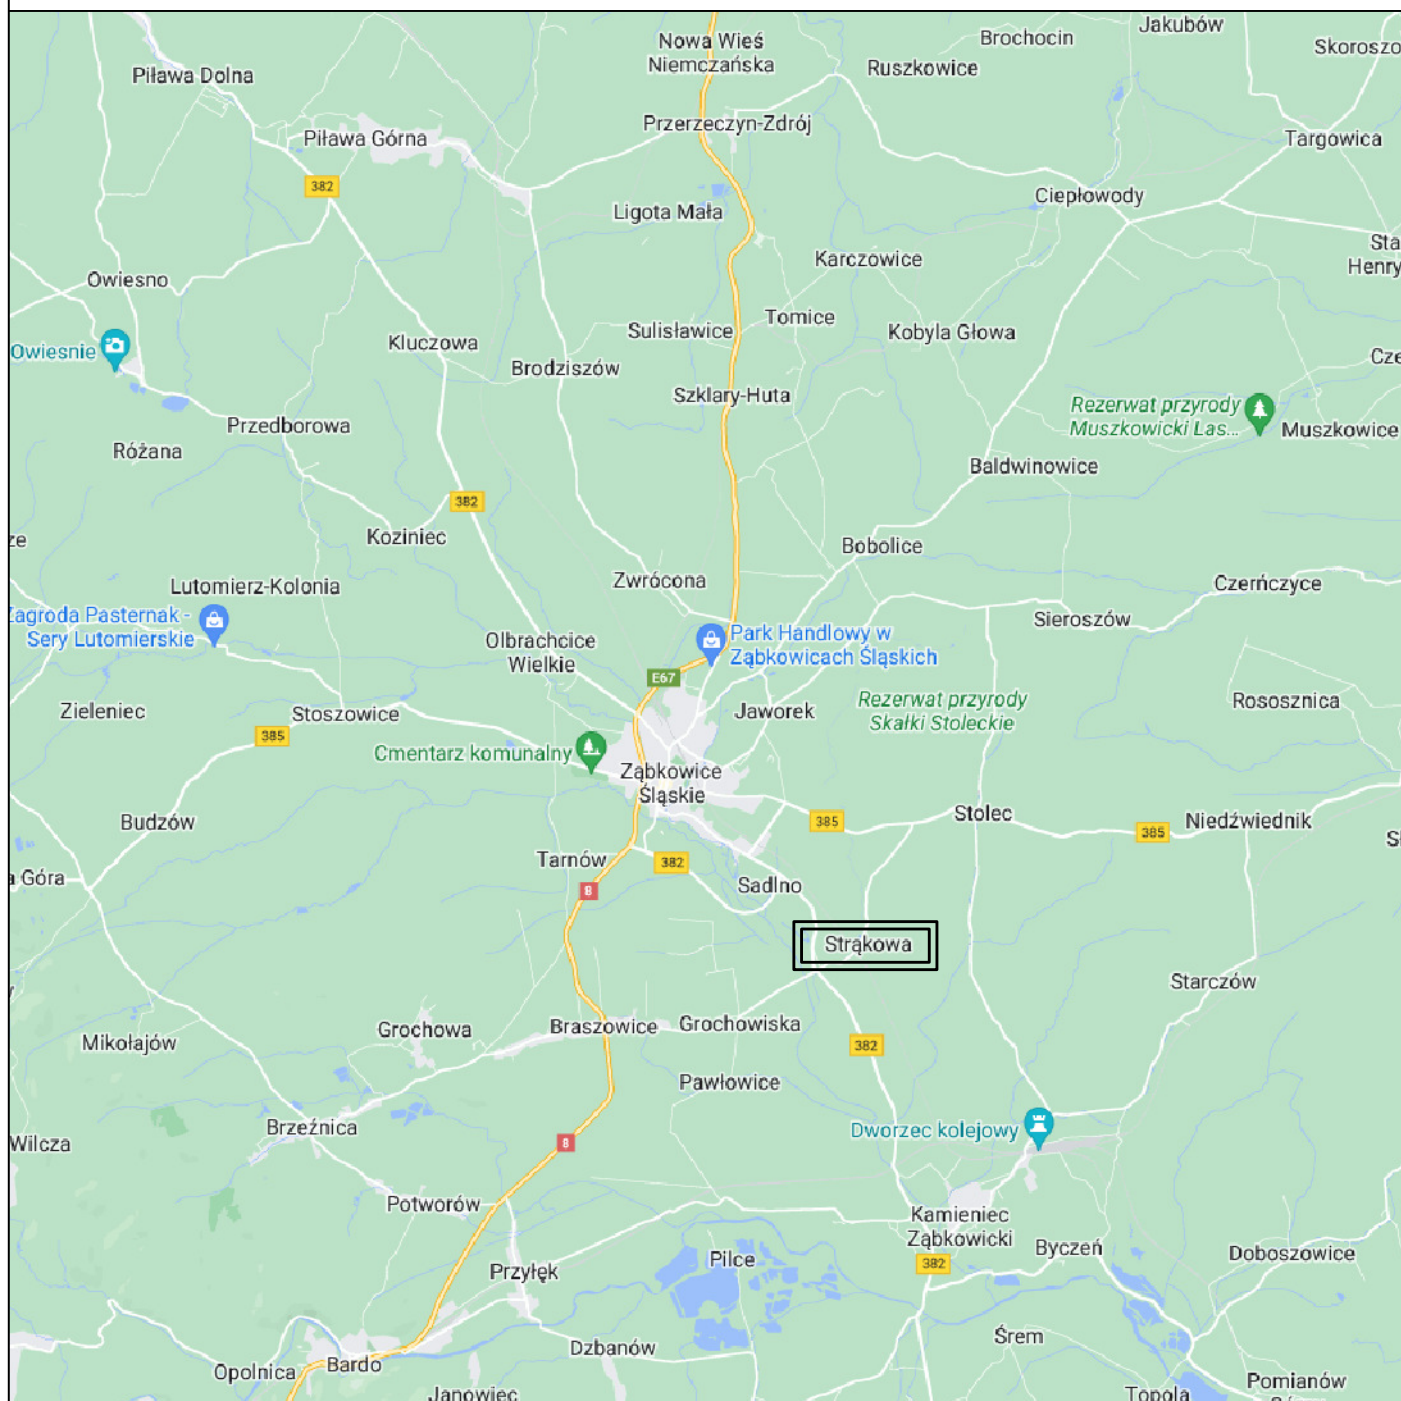 Jakubów
Nowa Wieś
Niemczańska
Brochocin
Skoroszo
Ruszkowice
Piława Dolna
Przerzeczyn-Zdrój
Piława Górna
Targowica
382
Ciepłowody
Ligota Mała
Sta
Henry
Karczowice
Owiesno
Tomice
Sulisławice
Kobyla Głowa
Kluczowa
Owiesnie
Cze
Brodziszów
Szklary-Huta
Rezerwat przyrody
Muszkowicki Las...
Muszkowice
Przedborowa
Różana
Baldwinowice
382
Koziniec
ze
Bobolice
Zwrócona
Czerńczyce
Lutomierz-Kolonia
Zagroda Pasternak -
Sery Lutomierskie
Sieroszów
Park Handlowy w
Ząbkowicach Śląskich
Olbrachcice
Wielkie
E67
Rezerwat przyrody
Skałki Stoleckie
Rososznica
Zieleniec
Stoszowice
Jaworek
385
Cmentarz komunalny
Ząbkowice
Śląskie
Stolec
385
Niedźwiednik
Budzów
385
Tarnów
382
a Góra
8
Sadlno
Strąkowa
Starczów
Grochowa
Braszowice
Grochowiska
Mikołajów
382
Pawłowice
Brzeźnica
Dworzec kolejowy
Wilcza
8
Potworów
Kamieniec
Ząbkowicki
Byczeń
Doboszowice
Pilce
382
Przyłęk
Śrem
Dzbanów
Bardo
Opolnica
Pomianów
Janowiec
Topola